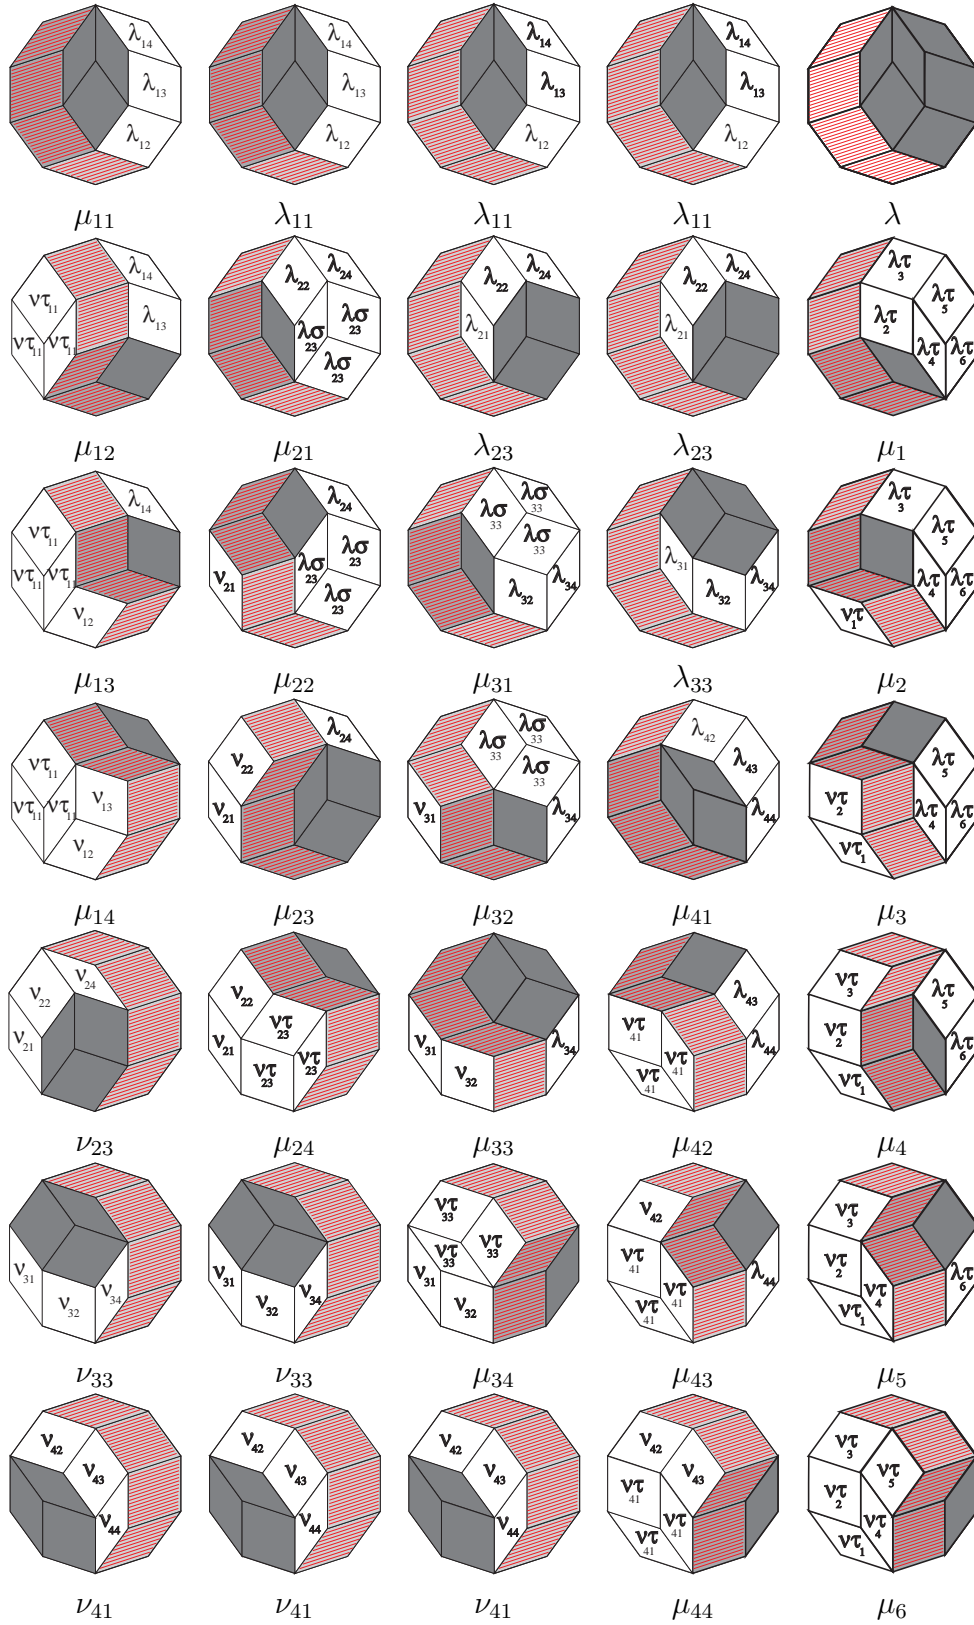 λ14 λ14 λ14 λ14
λ13 λ13 λ13 λ13
λ12 λ12 λ12 λ12
μ11 λ11 λ11 λ11 λ
λ14 λ24 λ24 λ24 λτ3
ντ11 λ13 λ22 λ22 λ22 λτ5
ντ11 ντ11 λσ23 λσ23 λ21 λ21 λτ2 λτ4 λτ6
λσ23
μ12 μ21 λ23 λ23 μ1
λ14 λ24 λσ33 λτ3
ντ11 λσ23 λσ33 λσ33 λ31 λτ5
ντ11 ντ11 ν21 λσ23 λ32 λ34 λ32 λ34 λτ4 λτ6
ν12 λσ23 ντ1
μ13 μ22 μ31 λ33 μ2
λ24 λσ33 λ42
ντ11 ν22 λσ33 λσ33 λ43 λτ5
ντ11 ντ11 ν13 ν21 ν31 λ34 λ44 ντ2 λτ4 λτ6
ν12 ντ1
μ14 μ23 μ32 μ41 μ3
ν22 ν24 ν22 λ43 ντ3 λτ5
ν21 ν21 ντ23 ν31 λ34 ντ41 λ44 ντ2 λτ6
ντ23 ντ23 ν32 ντ41 ντ41 ντ1
ν23 μ24 μ33 μ42 μ4
ντ33 ν42 ντ3
ν31 ν31 ν31 ντ33 ντ33 ντ41 λ44 ντ2 λτ6
ν32 ν34 ν32 ν34 ν32 ντ41 ντ41 ντ1 ντ4
ν33 ν33 μ34 μ43 μ5
ν42 ν42 ν42 ν42 ντ3
ν43 ν43 ν43 ντ41 ν43 ντ2 ντ5
ν44 ν44 ν44 ντ41 ντ41 ντ1 ντ4
ν41 ν41 ν41 μ44 μ6